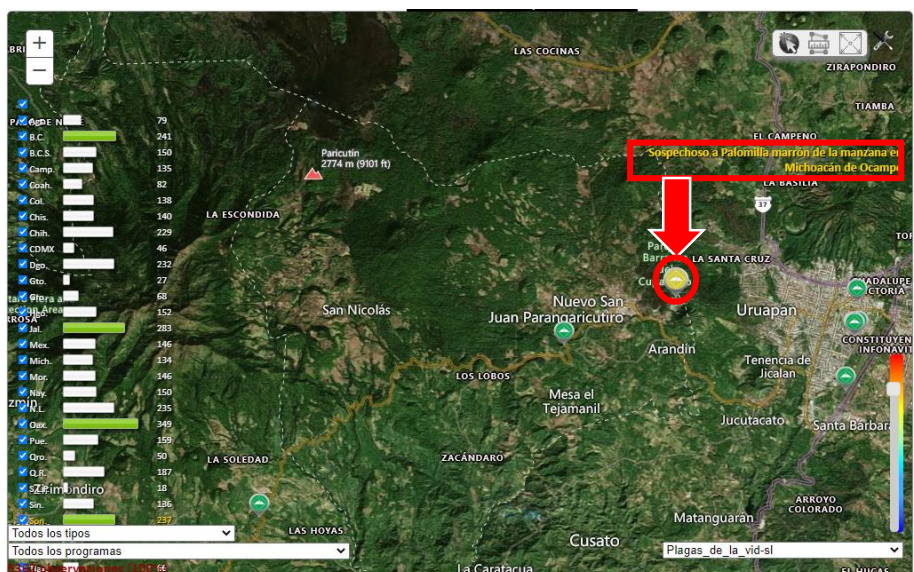 LAS COCINAS
ZIRAPONDIRO
TIAMBA
EL CAMPENO
Sospechoso a Palomilla marrón de la manzana en
Michoacán de Ocampo
LA BASILIA
37
Paricutín
2774 m (9101 ft)
LA ESCONDIDA
LA SANTA CRUZ
San Nicolás
Nuevo San
Juan Parangaricutiro
Uruapan
Arandín
Tenencia de
Jicalan
LOS LOBOS
Mesa el
Tejamanil
Jucutacato
Santa Barbara
LA SOLEDAD
ZACÁNDARO
ARROYO
COLORADO
Matanguarán
Cusato
LAS HOYAS
La Caratacua
Zirimondiro
+
−
79
B.C. 241
B.C.S. 150
Camp. 135
Coah. 82
Col. 138
Chis. 140
Chih. 229
CDMX 46
Dgo. 232
Gto. 27
Gro. 68
152
Jal. 283
Mex. 146
Mich. 134
Mor. 146
Nay. 150
N.L. 235
Oax. 349
Pue. 159
Qro. 50
Q.R. 187
18
Sin. 136
Son. 237
66
Todos los tipos
Todos los programas
Plagas_de_la_vid-sl